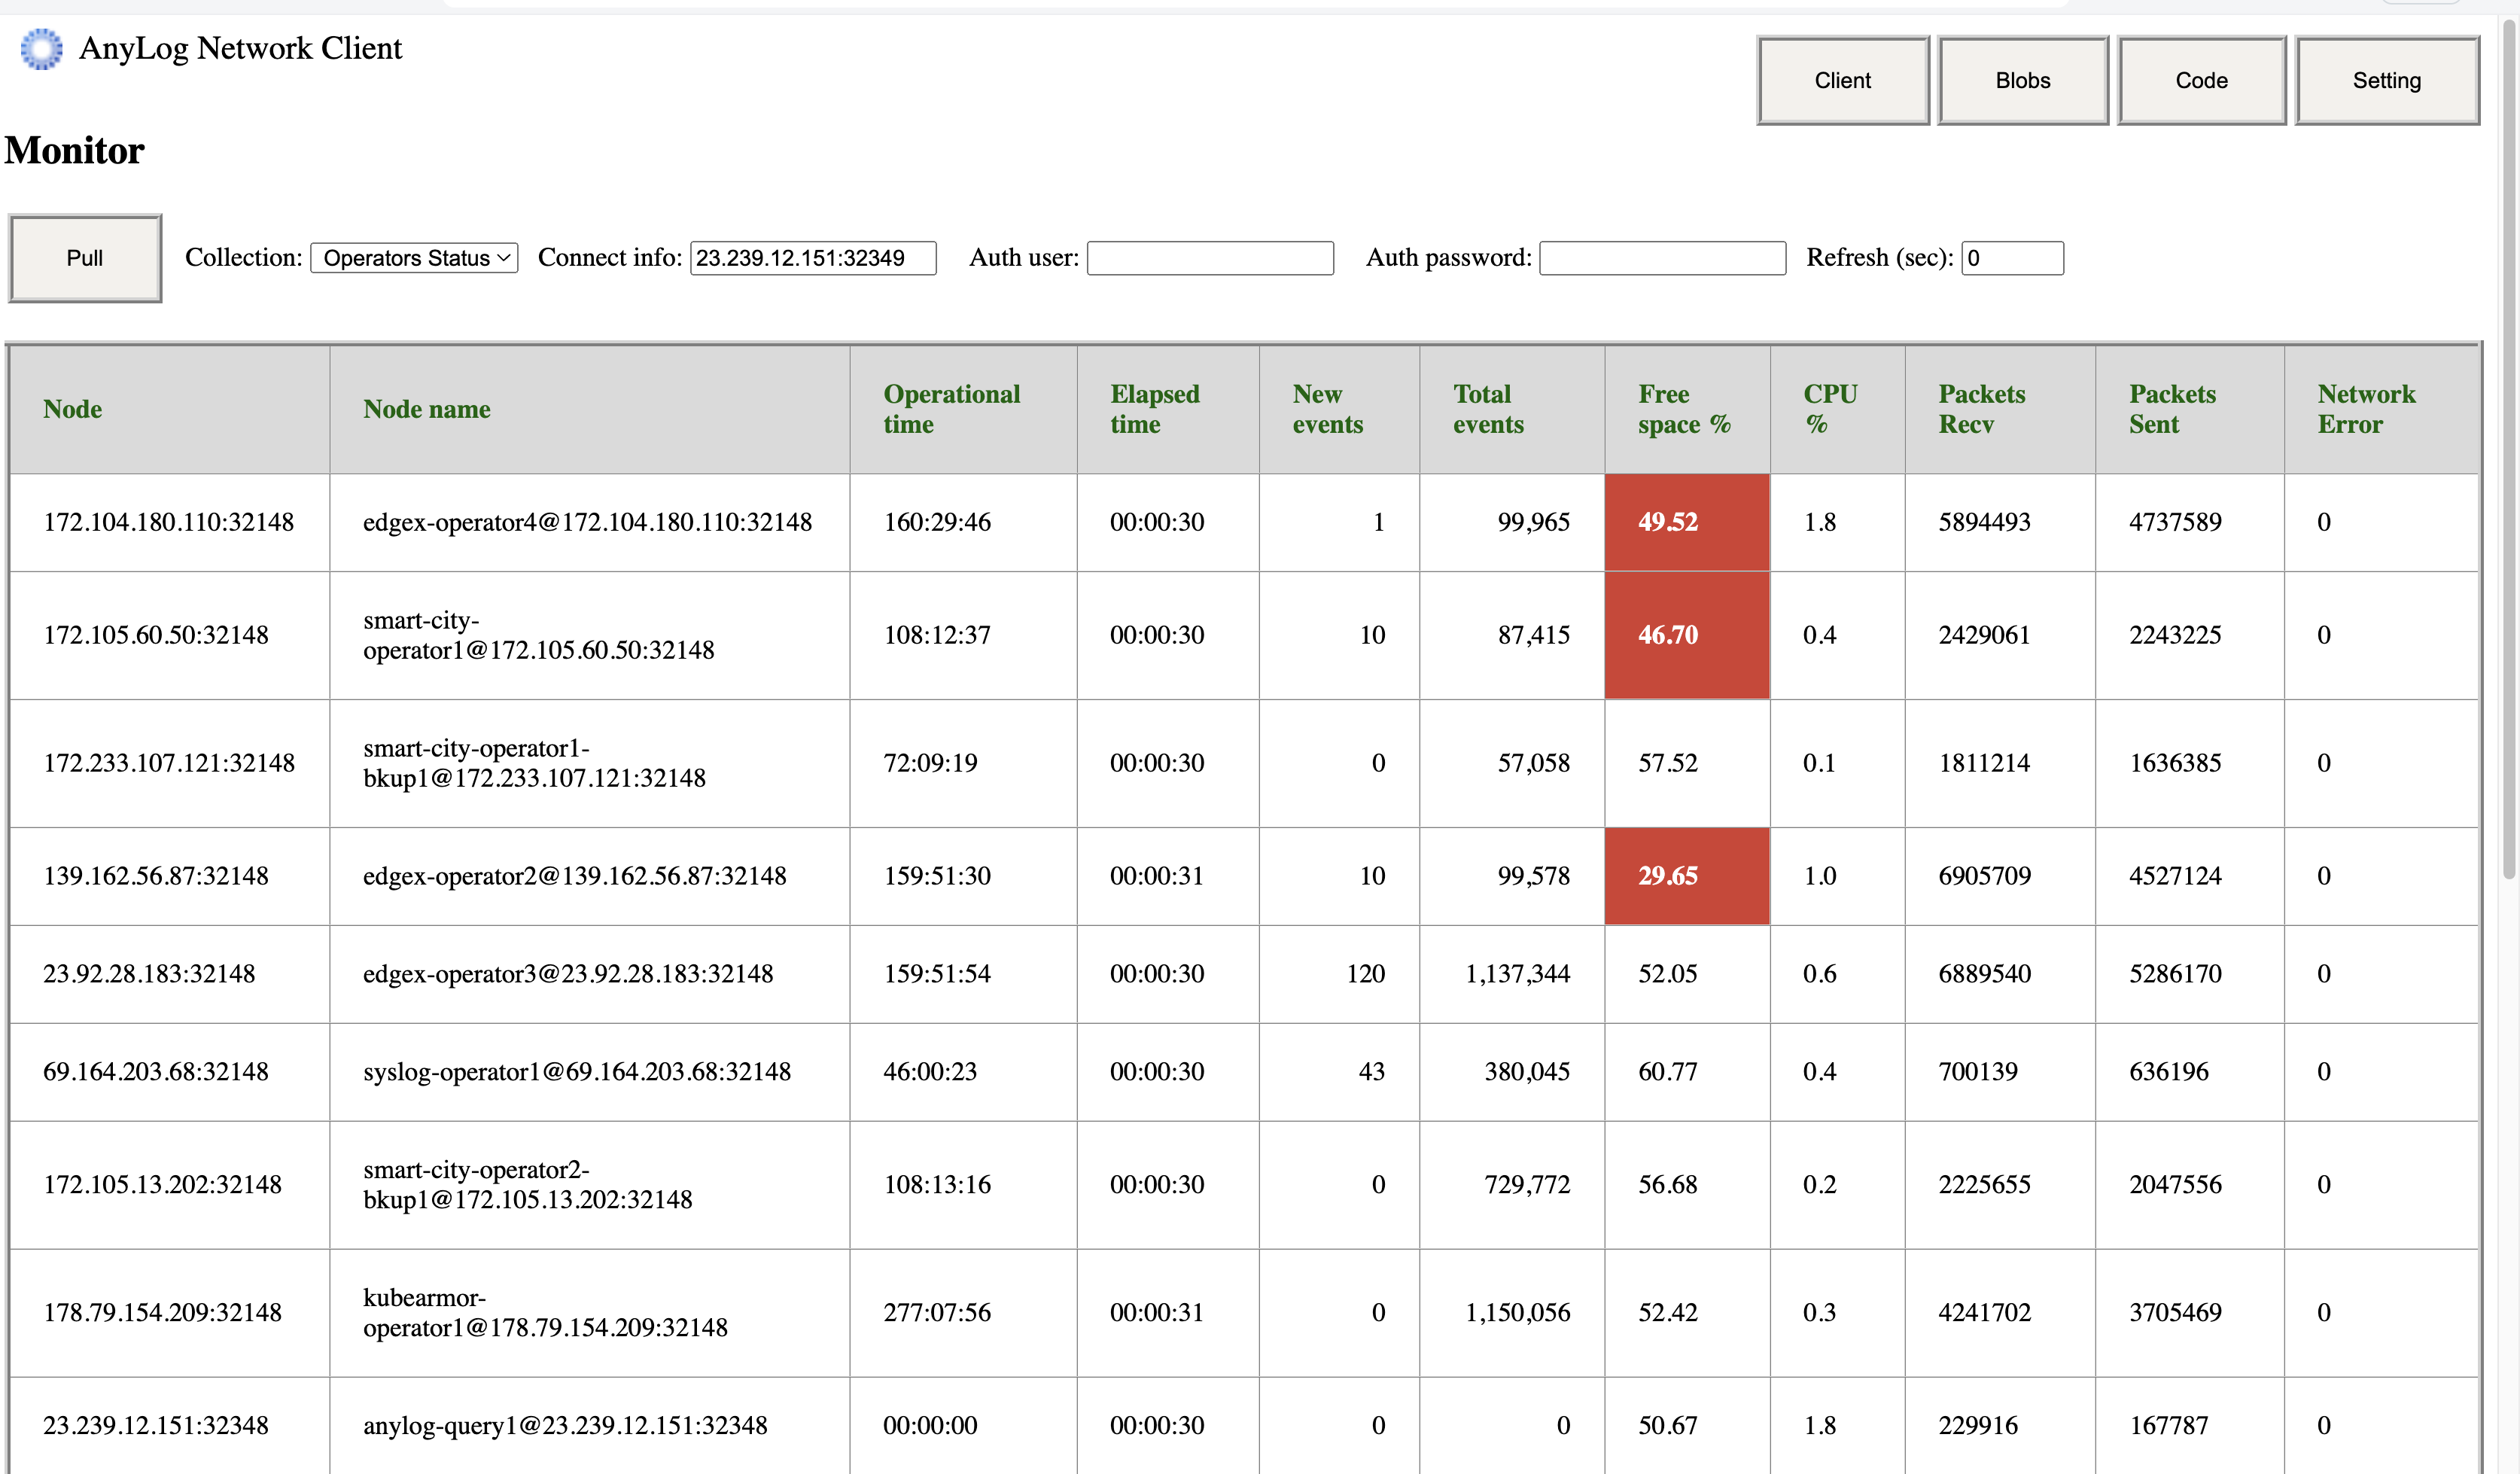 AnyLog Network Client
Client Blobs Code Setting
Monitor
Pull Collection: Operators Status Connect info: 23.239.12.151:32349 Auth user: Auth password: Refresh (sec): 0
Node Node name Operational time Elapsed time New events Total events Free space % CPU % Packets Recv Packets Sent Network Error
172.104.180.110:32148 edgex-operator4@172.104.180.110:32148 160:29:46 00:00:30 1 99,965 49.52 1.8 5894493 4737589 0
172.105.60.50:32148 smart-city-operator1@172.105.60.50:32148 108:12:37 00:00:30 10 87,415 46.70 0.4 2429061 2243225 0
172.233.107.121:32148 smart-city-operator1-bkup1@172.233.107.121:32148 72:09:19 00:00:30 0 57,058 57.52 0.1 1811214 1636385 0
139.162.56.87:32148 edgex-operator2@139.162.56.87:32148 159:51:30 00:00:31 10 99,578 29.65 1.0 6905709 4527124 0
23.92.28.183:32148 edgex-operator3@23.92.28.183:32148 159:51:54 00:00:30 120 1,137,344 52.05 0.6 6889540 5286170 0
69.164.203.68:32148 syslog-operator1@69.164.203.68:32148 46:00:23 00:00:30 43 380,045 60.77 0.4 700139 636196 0
172.105.13.202:32148 smart-city-operator2-bkup1@172.105.13.202:32148 108:13:16 00:00:30 0 729,772 56.68 0.2 2225655 2047556 0
178.79.154.209:32148 kubearmor-operator1@178.79.154.209:32148 277:07:56 00:00:31 0 1,150,056 52.42 0.3 4241702 3705469 0
23.239.12.151:32348 anylog-query1@23.239.12.151:32348 00:00:00 00:00:30 0 0 50.67 1.8 229916 167787 0